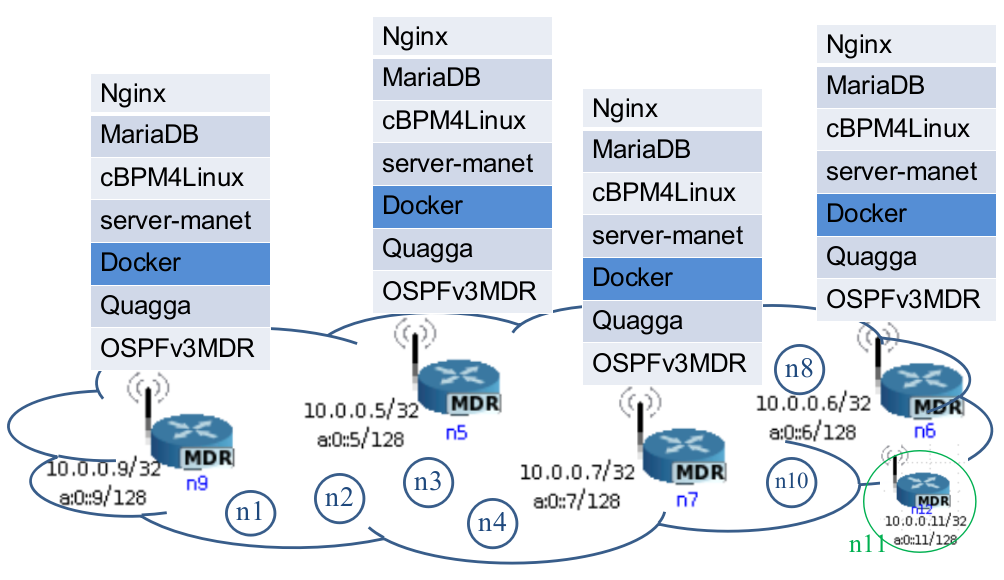 Nginx
MariaDB
cBPM4Linux
server-manet
Docker
Quagga
OSPFv3MDR
MDR
10.0.0.9/32
a:0::9/128
n9
Nginx
MariaDB
cBPM4Linux
server-manet
Docker
Quagga
OSPFv3MDR
MDR
10.0.0.5/32
a:0::5/128
n5
Nginx
MariaDB
cBPM4Linux
server-manet
Docker
Quagga
OSPFv3MDR
MDR
10.0.0.7/32
a:0::7/128
n7
Nginx
MariaDB
cBPM4Linux
server-manet
Docker
Quagga
OSPFv3MDR
n8
MDR
10.0.0.6/32
a:0::6/128
n6
n1
n2
n3
n4
n10
MDR
n12
10.0.0.11/32
a:0::11/128
n11